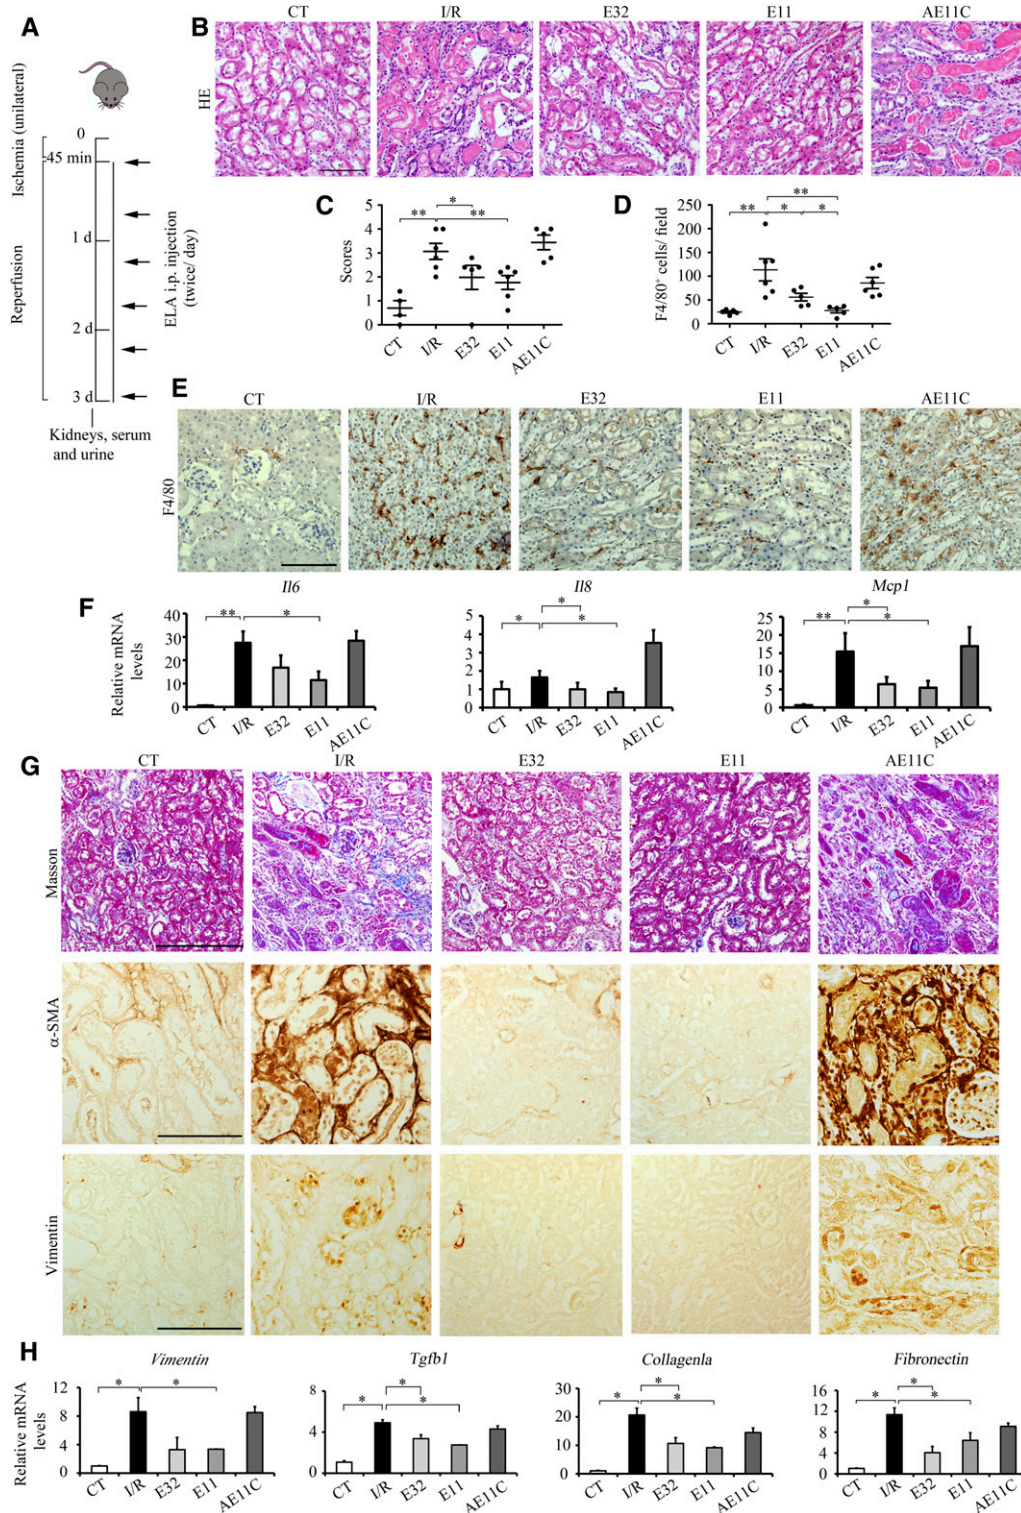 A
Ischemia (unilateral)
Reperfusion
0
45 min
1 d
2 d
3 d
ELA i.p. injection
(twice/ day)
Kidneys, serum
and urine
B
CT I/R E32 E11 AE11C
HE
C
Scores
5
4
3
2
1
0
** * **
CT I/R E32 E11 AE11C
D
F4/80+ cells/ field
250
200
150
100
50
0
**
** * *
CT I/R E32 E11 AE11C
E
CT I/R E32 E11 AE11C
F4/80
F
Relative mRNA
levels
Il6
40
30
20
10
0
** *
CT I/R E32 E11 AE11C
Il8
5
4
3
2
1
0
*
* *
CT I/R E32 E11 AE11C
Mcp1
25
20
15
10
5
0
*
** *
CT I/R E32 E11 AE11C
G
CT I/R E32 E11 AE11C
Masson
α-SMA
Vimentin
H
Relative mRNA
levels
Vimentin
12
8
4
0
* *
CT I/R E32 E11 AE11C
Tgfb1
8
4
0
*
* *
CT I/R E32 E11 AE11C
CollagenIa
30
20
10
0
*
* *
CT I/R E32 E11 AE11C
Fibronectin
16
12
8
4
0
*
* *
CT I/R E32 E11 AE11C